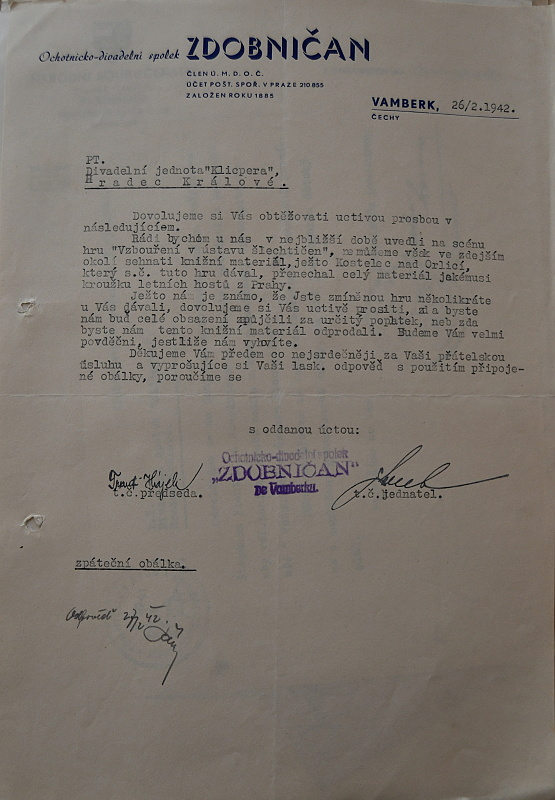 Ochotnicko-divadelní spolek ZDOBNIČAN
ČLEN Ú. M. D. O. Č.
ÚČET POŠT. SPOŘ. V PRAZE 210.855
ZALOŽEN ROKU 1885
VAMBERK, 26/2.1942.
ČECHY
PT.
Divadelní jednota"Klicpera",
Hradec Králové.
Dovolujeme si Vás obtěžovati uctivou prosbou v
následujícím.
Rádi bychom u nás v nejbližší době uvedli na scénu
hru "Vzbouření v ústavu šlechtičen", nemůžeme však ve zdejším
okolí sehnati knižní materiál,ježto Kostelec nad Orlicí,
který s.č. tuto hru dával, přenechal celý materiál jakémusi
kroužku letních hostů z Prahy.
Ježto nám je známo, že Jste zmíněnou hru několikráte
u Vás dávali, dovolujeme si Vás uctivě prositi, zda byste
nám buď celé obsazení způjčili za určitý poplatek, neb zda
byste nám tento knižní materiál odprodali. Budeme Vám velmi
povděčni, jestliže nám vyhovíte.
Děkujeme Vám předem co nejsrdečněji za Vaši přátelskou
úsluhu a vyprošujíce si Vaši lask. odpověd s použitím připoje-
né obálky, poroučíme se
s oddanou úctou:
Ochotnicko-divadelní spolek
„ZDOBNIČAN"
ve Vamberku.
t.č.předseda.
t.č.jednatel.
zpáteční obálka.
Odpověď 27/2 42.